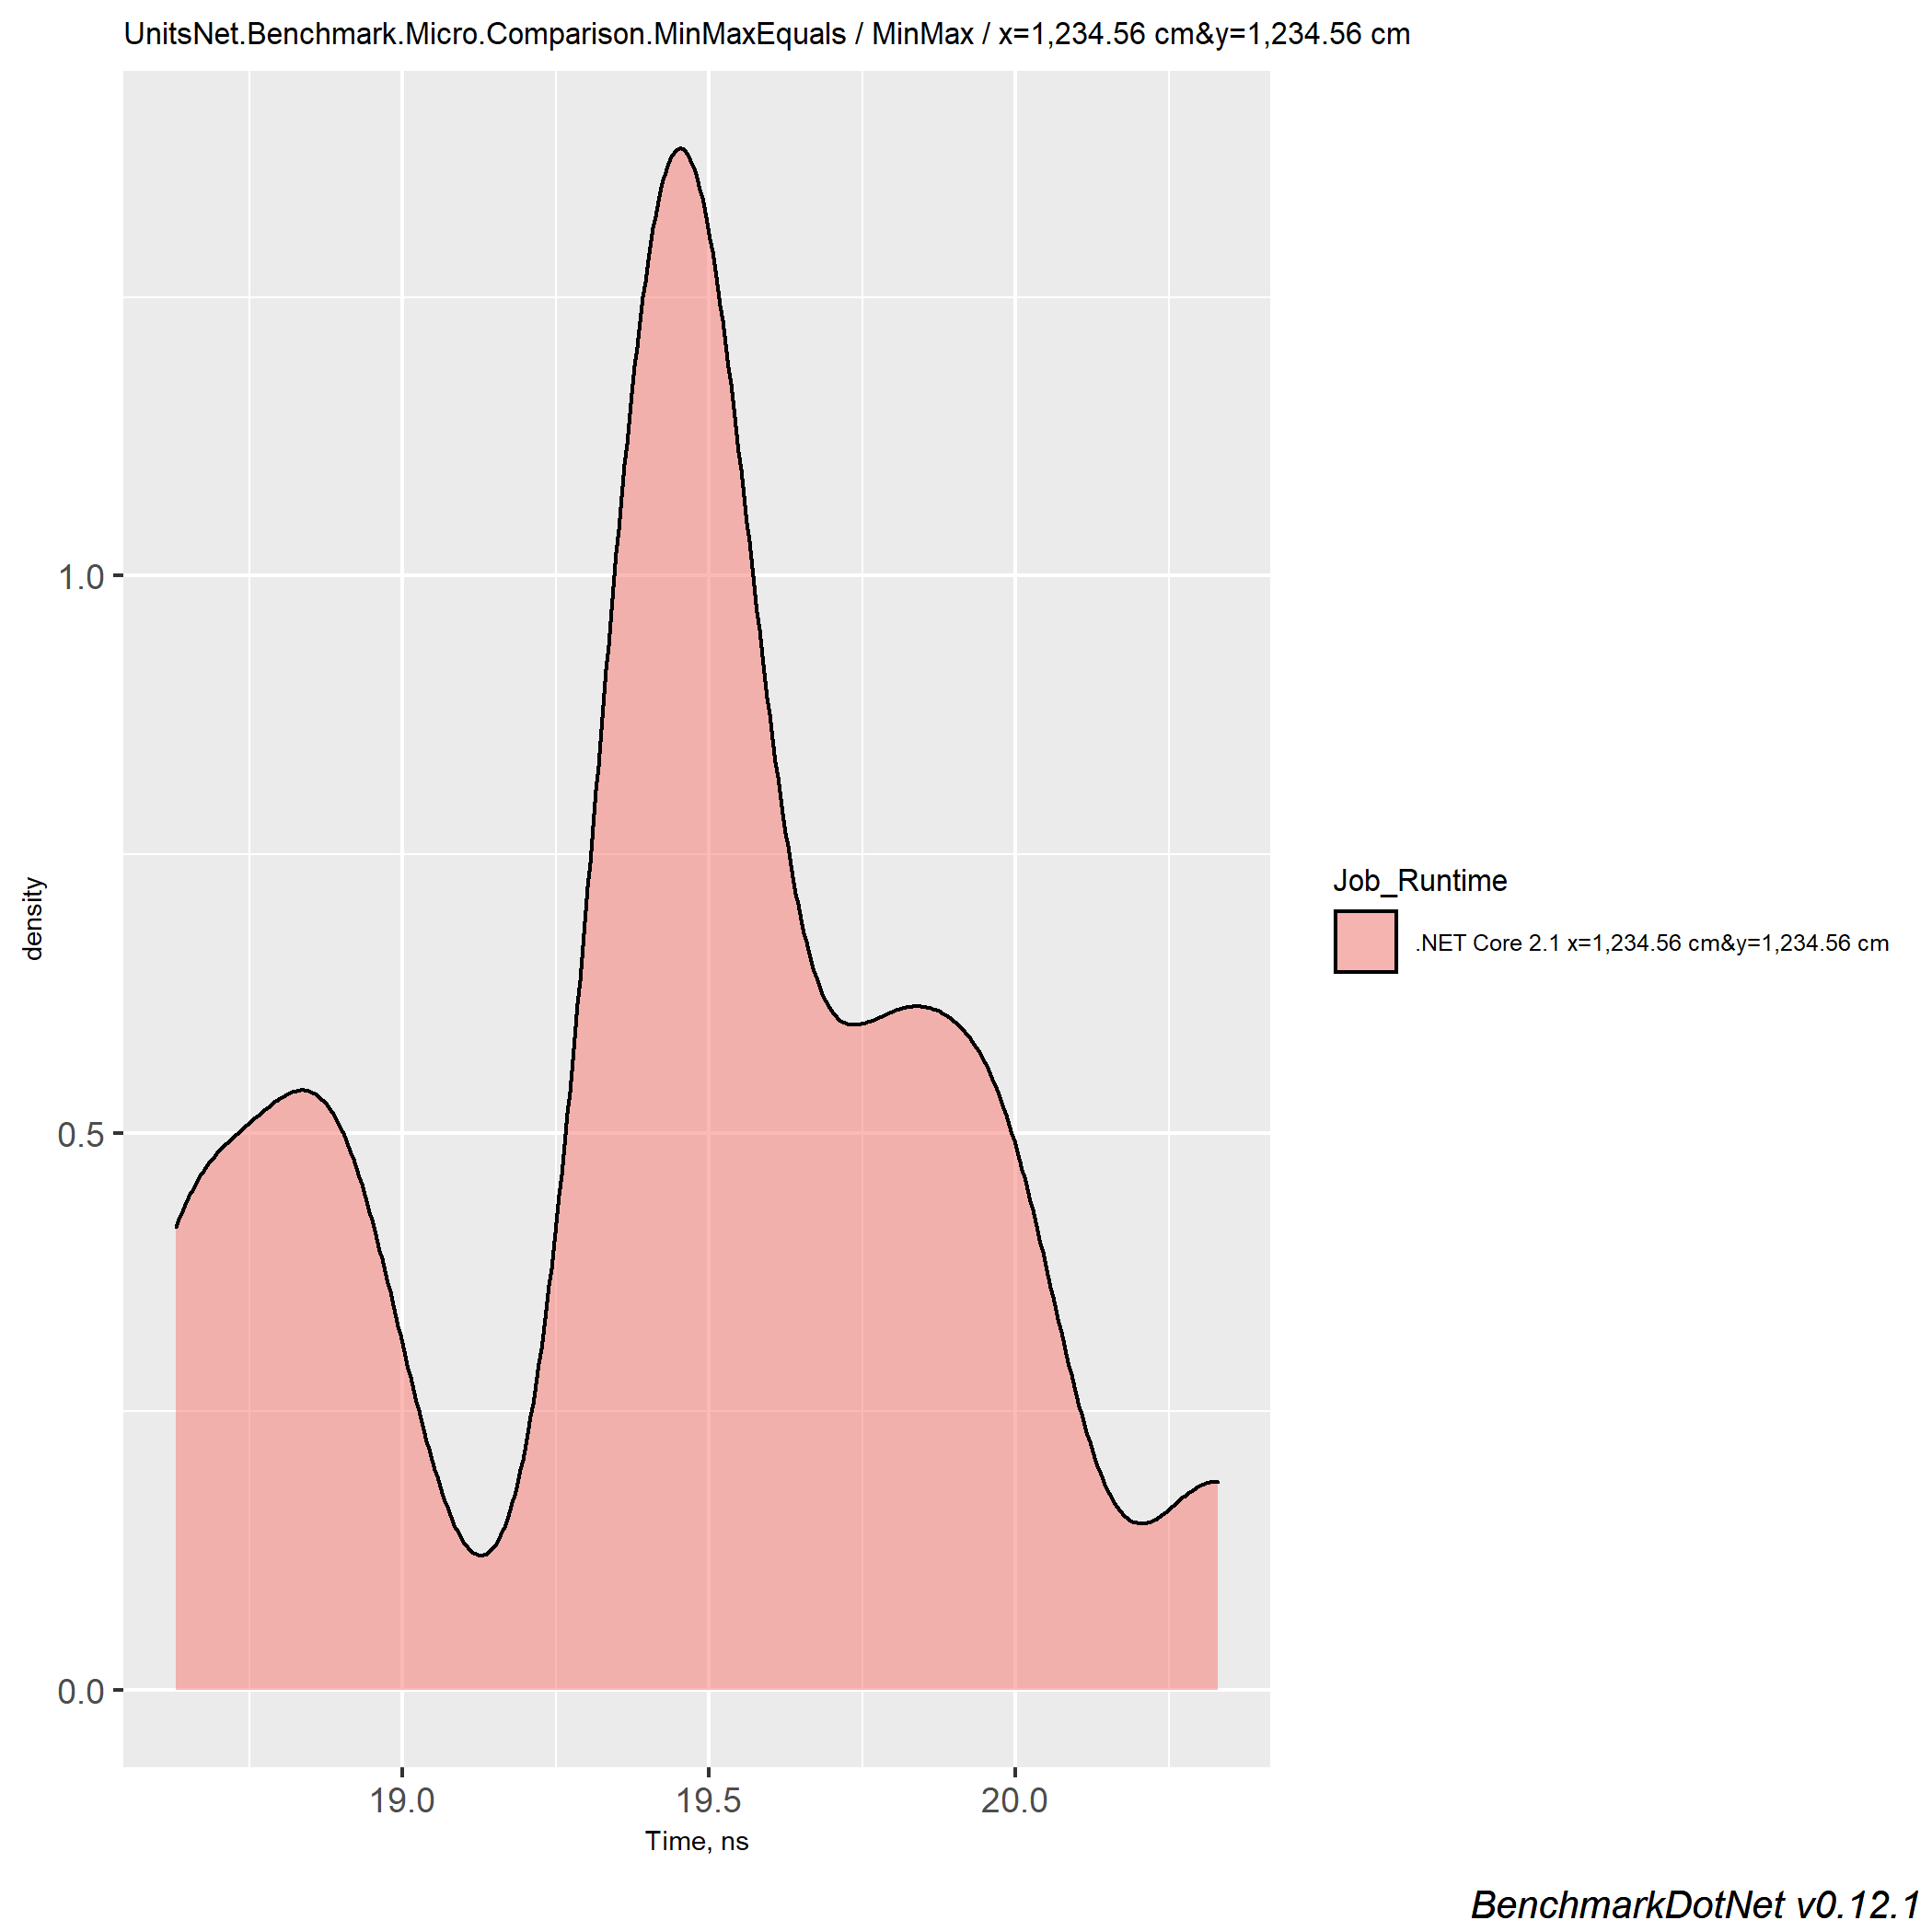 UnitsNet.Benchmark.Micro.Comparison.MinMaxEquals / MinMax / x=1,234.56 cm&y=1,234.56 cm
1.0
0.5
0.0
density
19.0 19.5 20.0
Time, ns
Job_Runtime
.NET Core 2.1 x=1,234.56 cm&y=1,234.56 cm
BenchmarkDotNet v0.12.1